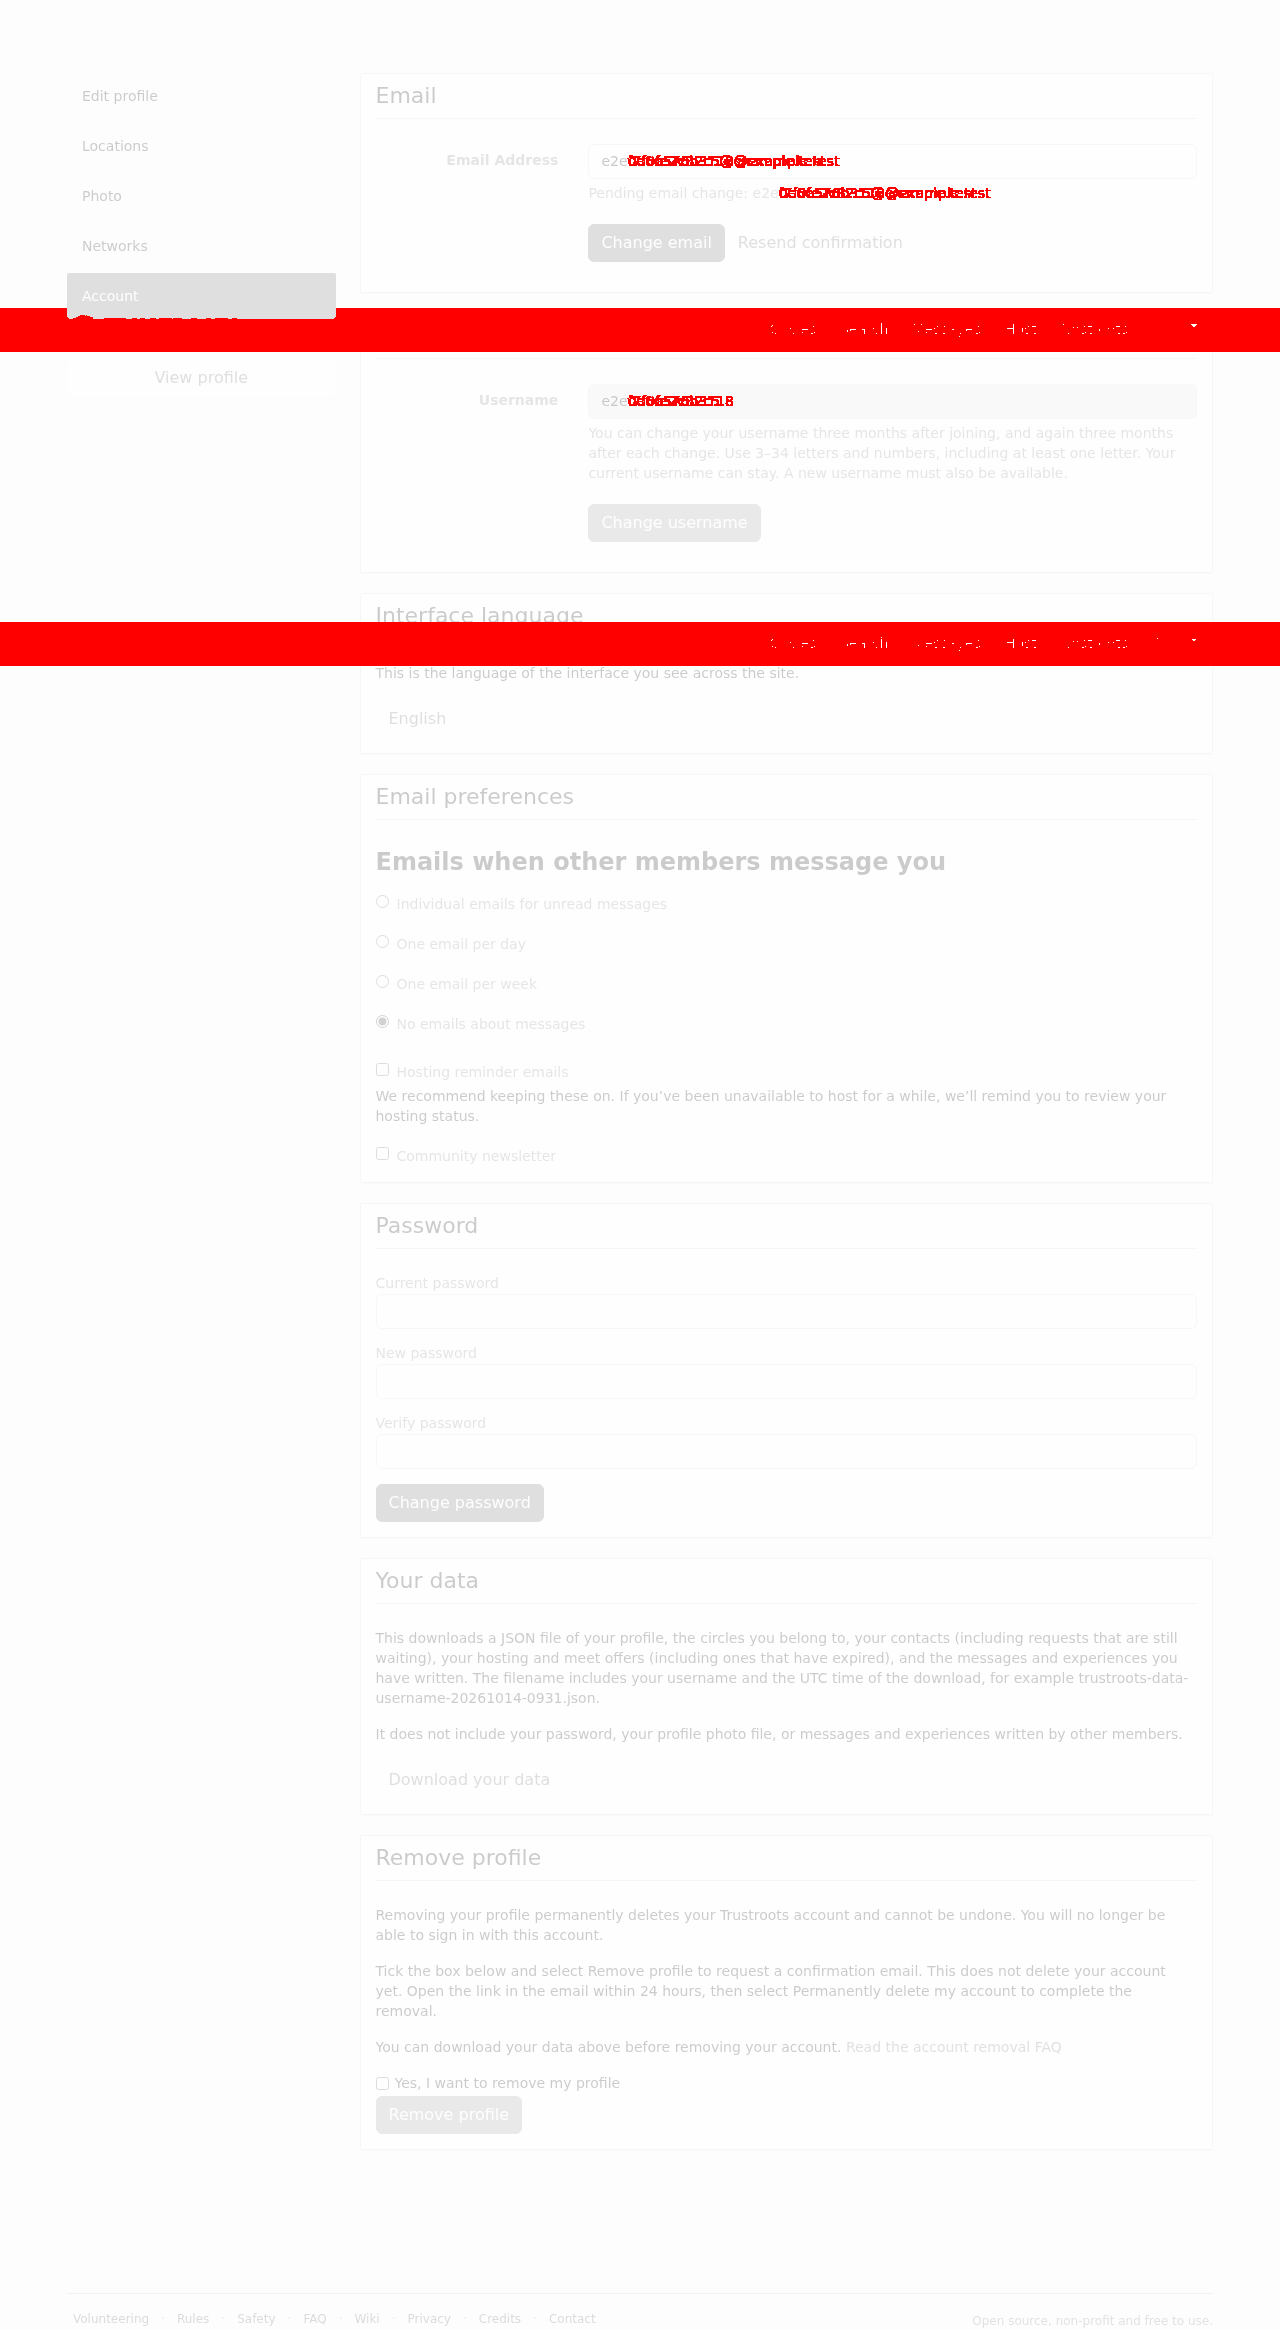 Edit profile
Locations
Photo
Networks
Account
View profile
Email
Email Address
Pending email change:
Change email Resend confirmation
Username
You can change your username three months after joining, and again three months
after each change. Use 3–34 letters and numbers, including at least one letter. Your
current username can stay. A new username must also be available.
Change username
Interface language
This is the language of the interface you see across the site.
English
Email preferences
Emails when other members message you
Individual emails for unread messages
One email per day
One email per week
No emails about messages
Hosting reminder emails
We recommend keeping these on. If you’ve been unavailable to host for a while, we’ll remind you to review your
hosting status.
Community newsletter
Password
Current password
New password
Verify password
Change password
Your data
This downloads a JSON file of your profile, the circles you belong to, your contacts (including requests that are still
waiting), your hosting and meet offers (including ones that have expired), and the messages and experiences you
have written. The filename includes your username and the UTC time of the download, for example trustroots-data-
username-20261014-0931.json.
It does not include your password, your profile photo file, or messages and experiences written by other members.
Download your data
Remove profile
Removing your profile permanently deletes your Trustroots account and cannot be undone. You will no longer be
able to sign in with this account.
Tick the box below and select Remove profile to request a confirmation email. This does not delete your account
yet. Open the link in the email within 24 hours, then select Permanently delete my account to complete the
removal.
You can download your data above before removing your account. Read the account removal FAQ
Yes, I want to remove my profile
Remove profile
Volunteering · Rules · Safety · FAQ · Wiki · Privacy · Credits · Contact
Open source, non-profit and free to use.